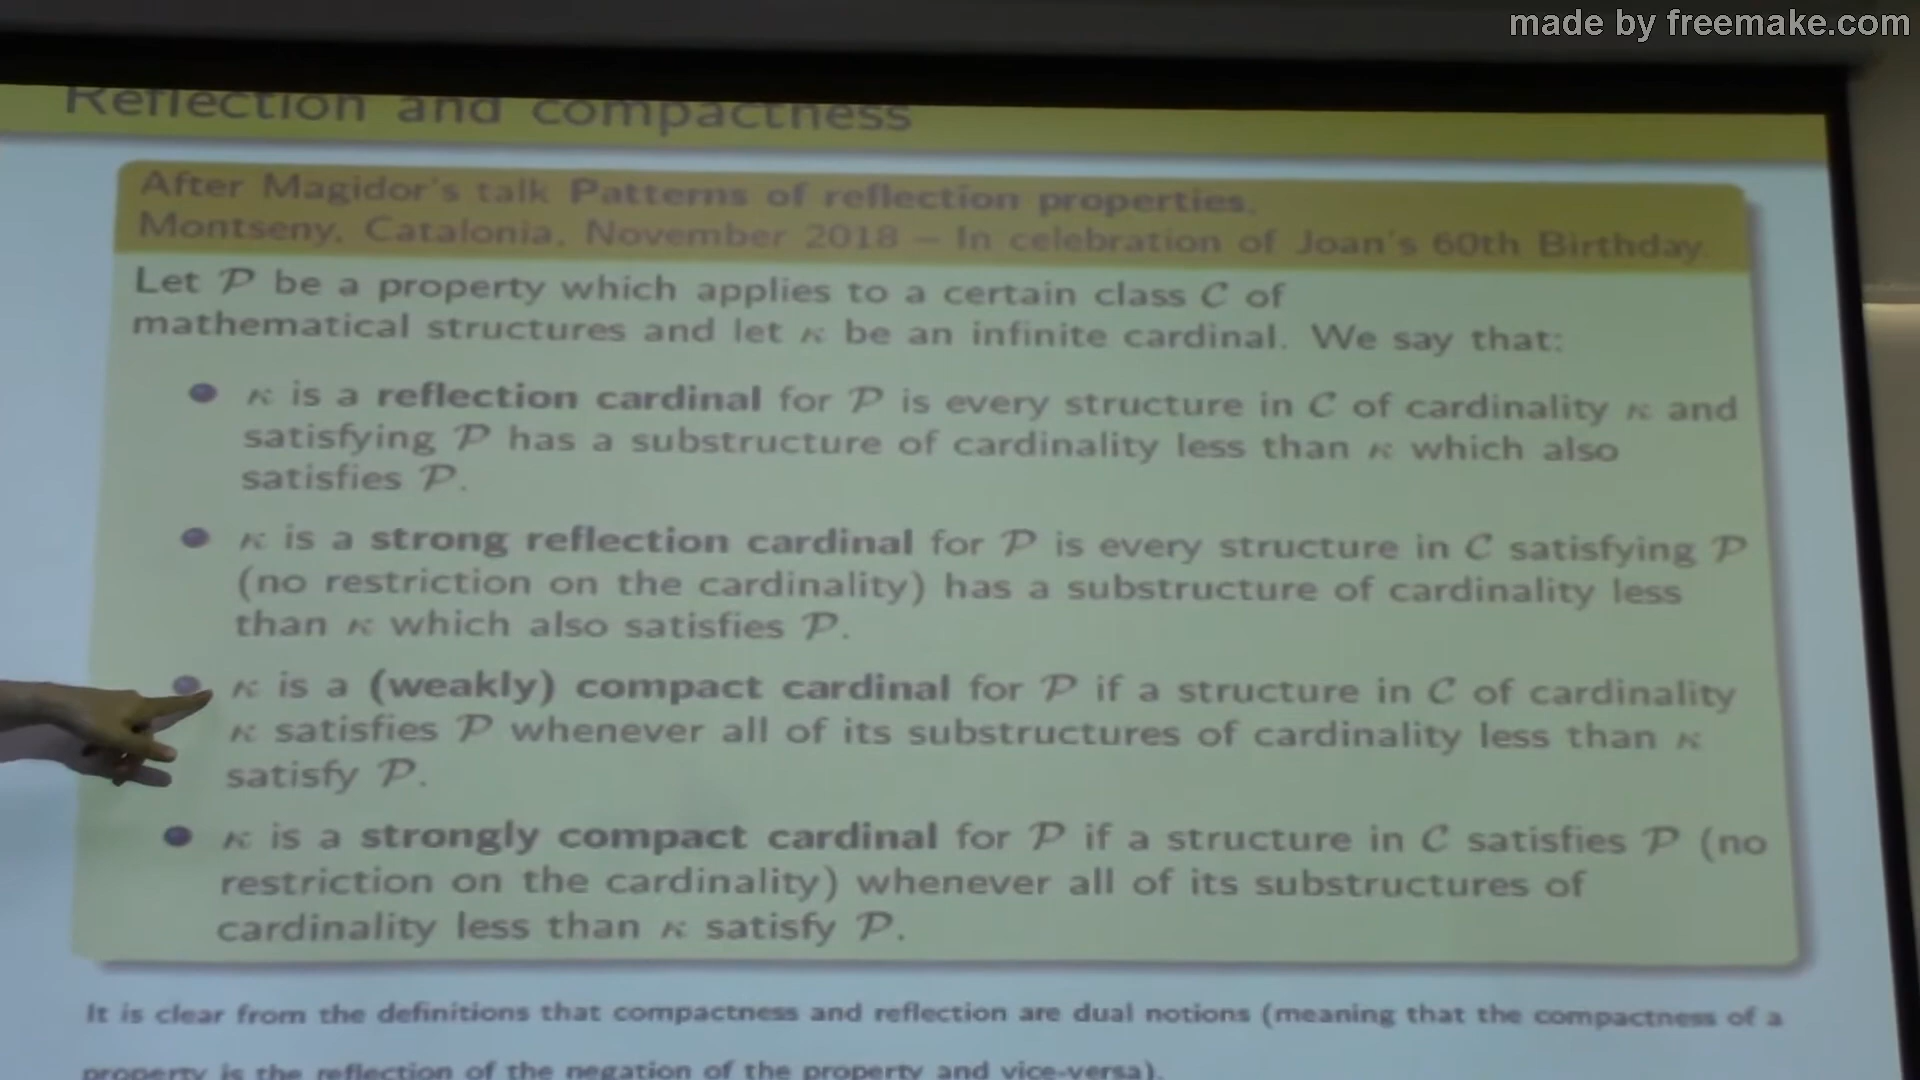 made by freemake.com
Reflection and compactness
After Magidor's talk Patterns of reflection properties.
Montseny, Catalonia, November 2018 – In celebration of Joan's 60th Birthday.
Let 𝒫 be a property which applies to a certain class 𝒞 of
mathematical structures and let κ be an infinite cardinal. We say that:
κ is a reflection cardinal for 𝒫 is every structure in 𝒞 of cardinality κ and
satisfying 𝒫 has a substructure of cardinality less than κ which also
satisfies 𝒫.
κ is a strong reflection cardinal for 𝒫 is every structure in 𝒞 satisfying 𝒫
(no restriction on the cardinality) has a substructure of cardinality less
than κ which also satisfies 𝒫.
κ is a (weakly) compact cardinal for 𝒫 if a structure in 𝒞 of cardinality
κ satisfies 𝒫 whenever all of its substructures of cardinality less than κ
satisfy 𝒫.
κ is a strongly compact cardinal for 𝒫 if a structure in 𝒞 satisfies 𝒫 (no
restriction on the cardinality) whenever all of its substructures of
cardinality less than κ satisfy 𝒫.
It is clear from the definitions that compactness and reflection are dual notions (meaning that the compactness of a
property is the reflection of the negation of the property and vice-versa).